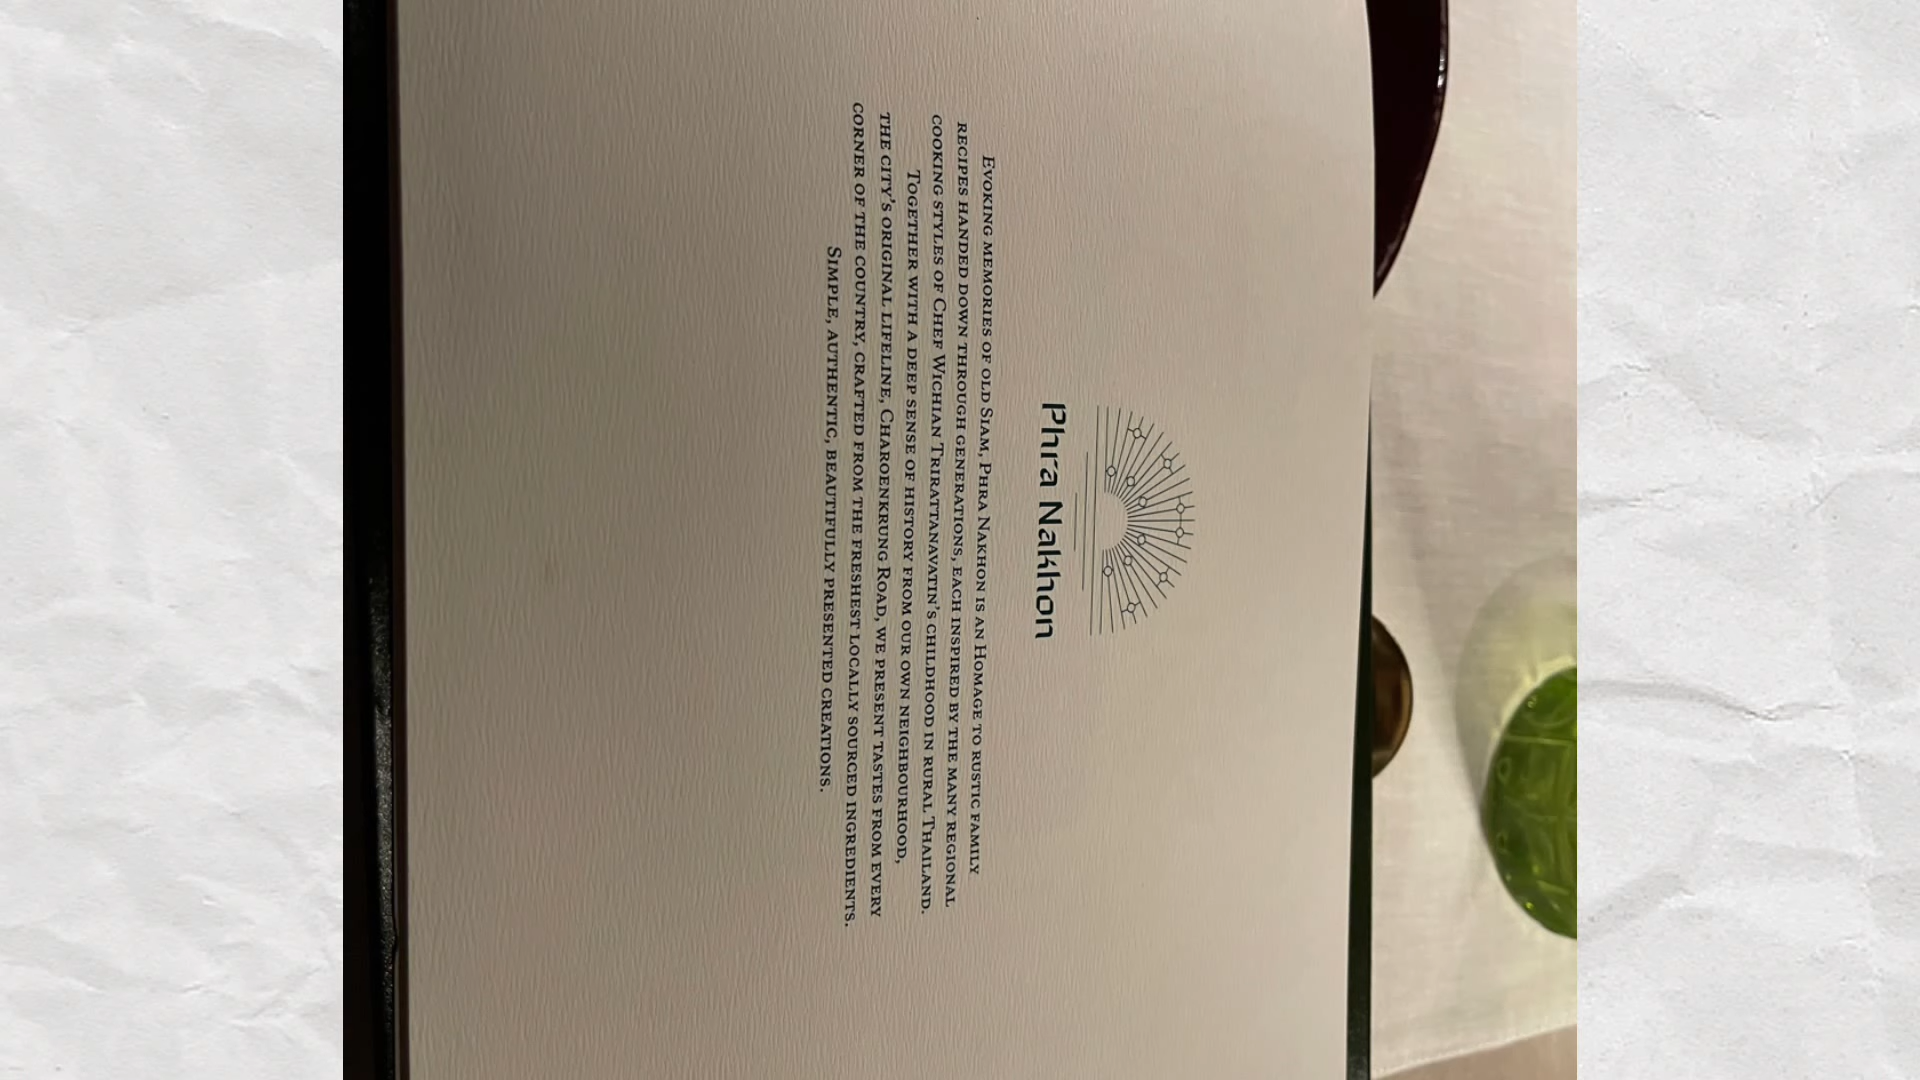 Phra Nakhon
Evoking memories of old Siam, Phra Nakhon is an Homage to rustic family
recipes handed down through generations, each inspired by the many regional
cooking styles of Chef Wichian Trirattanavatin's childhood in rural Thailand.
Together with a deep sense of history from our own neighbourhood,
the city's original lifeline, Charoenkrung Road, we present tastes from every
corner of the country, crafted from the freshest locally sourced ingredients.
Simple, authentic, beautifully presented creations.